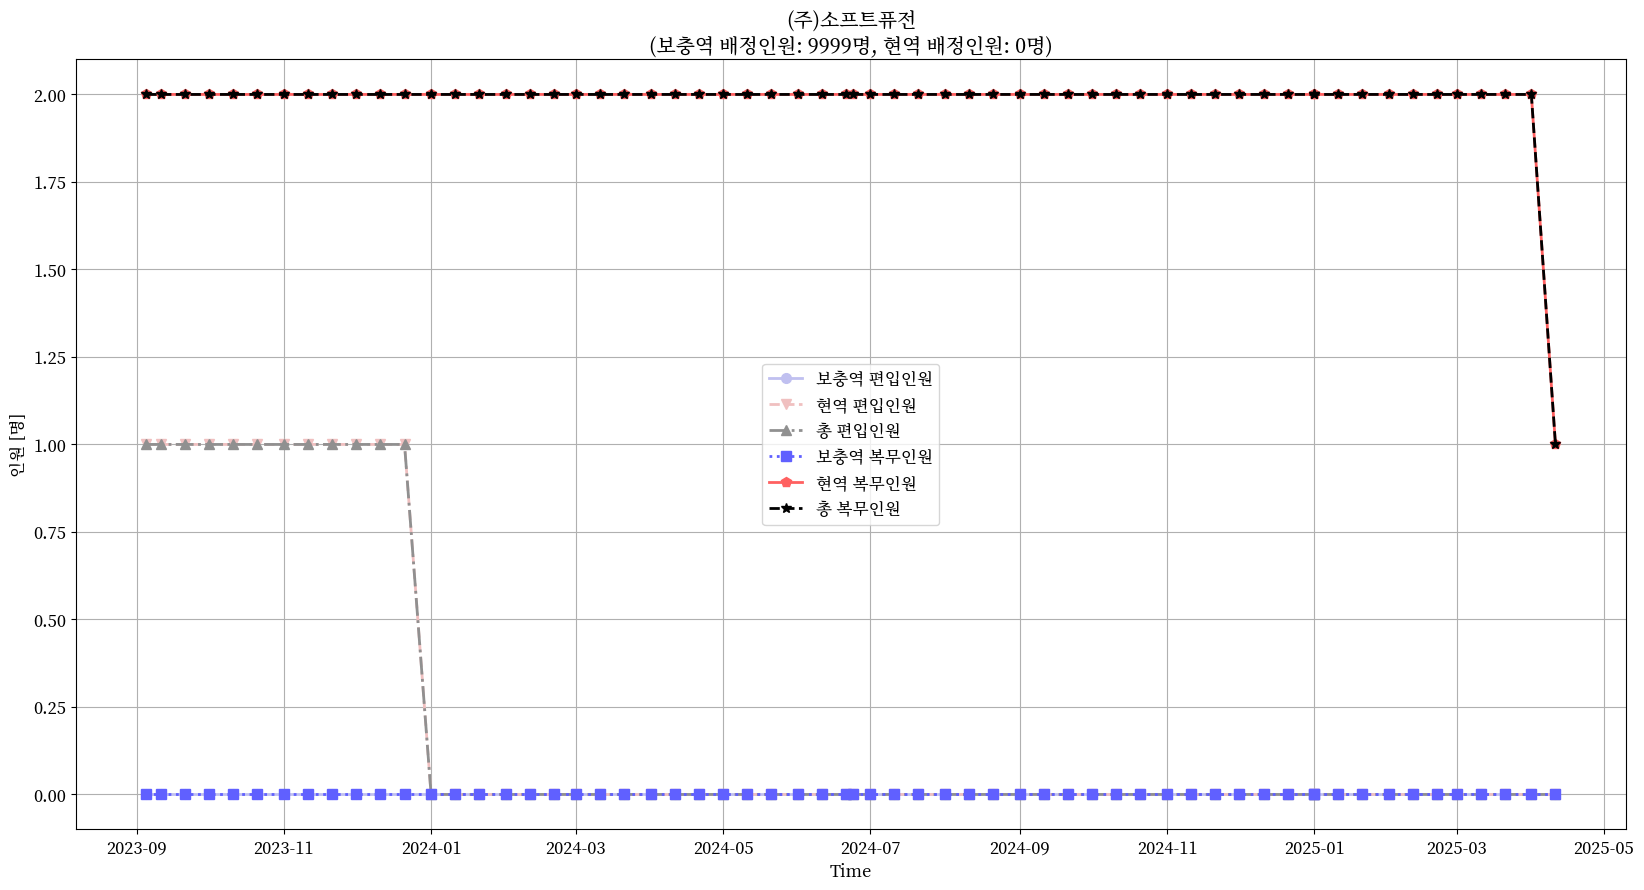 (주)소프트퓨전
(보충역 배정인원: 9999명, 현역 배정인원: 0명)
인원 [명]
2.00
1.75
1.50
1.25
1.00
0.75
0.50
0.25
0.00
보충역 편입인원
현역 편입인원
총 편입인원
보충역 복무인원
현역 복무인원
총 복무인원
2023-09
2023-11
2024-01
2024-03
2024-05
2024-07
2024-09
2024-11
2025-01
2025-03
2025-05
Time